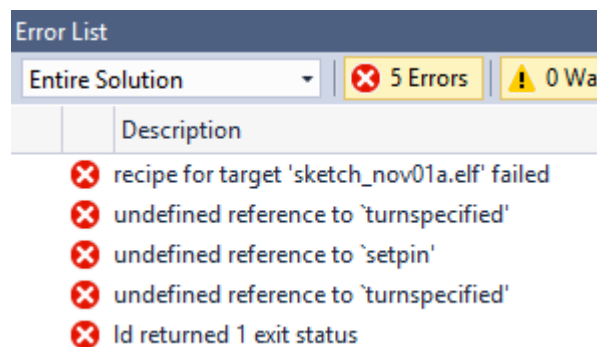 Error List
Entire Solution 5 Errors 0 Wa
Description
recipe for target 'sketch_nov01a.elf' failed
undefined reference to `turnspecified'
undefined reference to `setpin'
undefined reference to `turnspecified'
ld returned 1 exit status